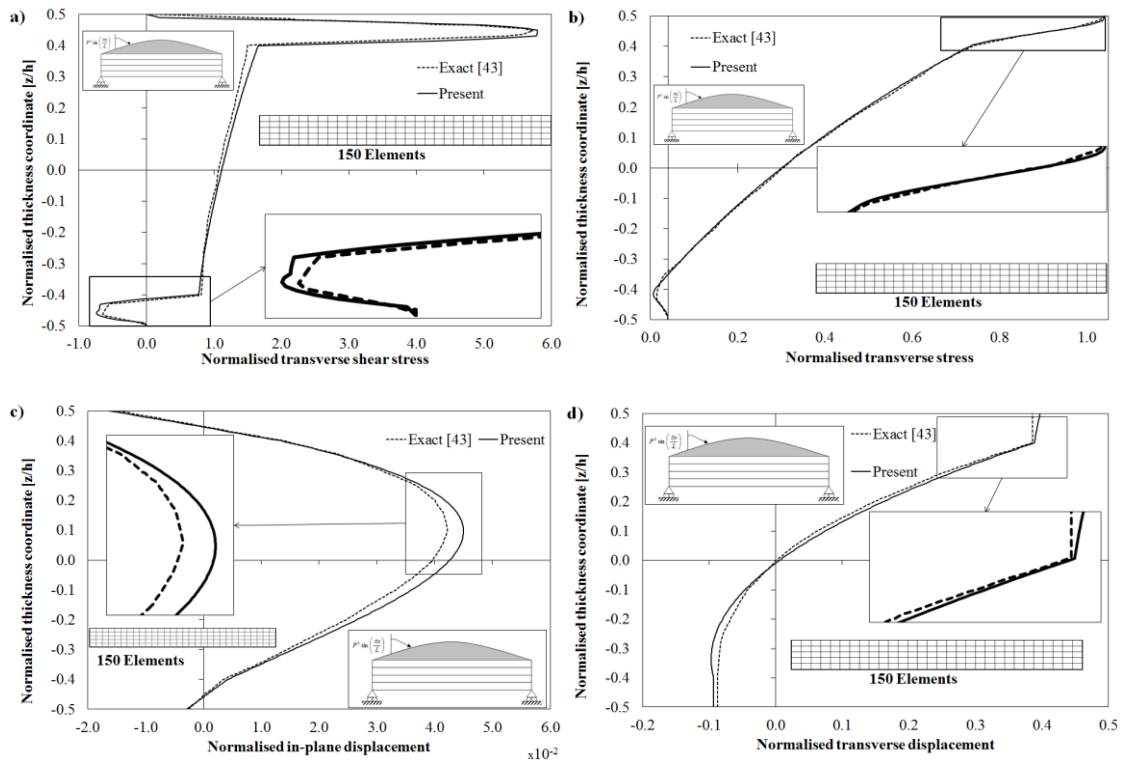 a)
Normalised thickness coordinate [z/h]
0.5
0.4
0.3
0.2
0.1
0.0
-0.1
-0.2
-0.3
-0.4
-0.5
Exact [43]
Present
150 Elements
-1.0 0.0 1.0 2.0 3.0 4.0 5.0 6.0
Normalised transverse shear stress
b)
Normalised thickness coordinate [z/h]
0.5
0.4
0.3
0.2
0.1
0.0
-0.1
-0.2
-0.3
-0.4
-0.5
Exact [43]
Present
150 Elements
0.0 0.2 0.4 0.6 0.8 1.0
Normalised transverse stress
c)
Normalised thickness coordinate [z/h]
0.5
0.4
0.3
0.2
0.1
0.0
-0.1
-0.2
-0.3
-0.4
-0.5
Exact [43] Present
150 Elements
-2.0 -1.0 0.0 1.0 2.0 3.0 4.0 5.0 6.0
Normalised in-plane displacement
x10⁻²
d)
Normalised thickness coordinate [z/h]
0.5
0.4
0.3
0.2
0.1
0.0
-0.1
-0.2
-0.3
-0.4
-0.5
Exact [43]
Present
150 Elements
-0.2 -0.1 0.0 0.1 0.2 0.3 0.4 0.5
Normalised transverse displacement